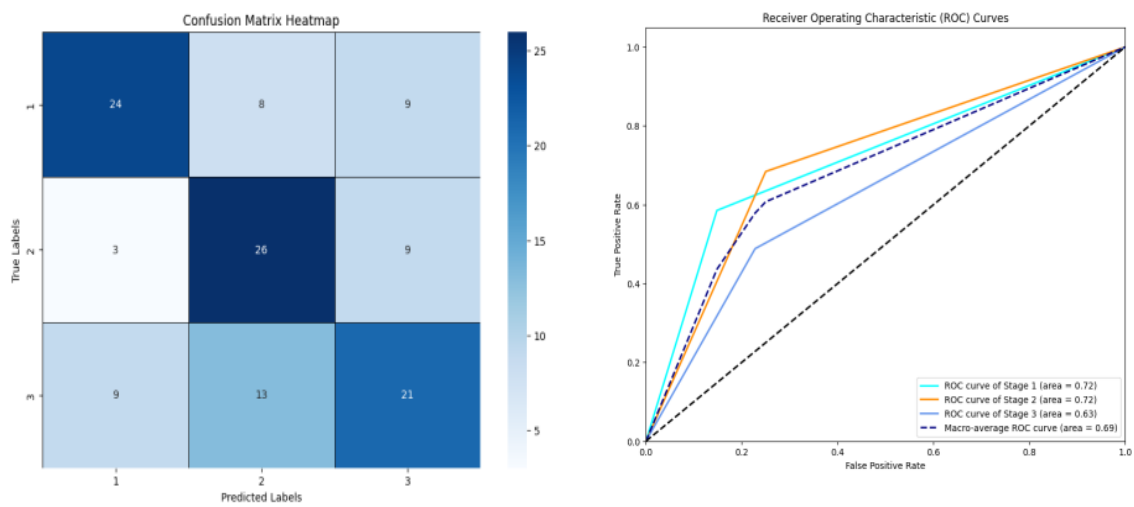 Confusion Matrix Heatmap
24 8 9
3 26 9
9 13 21
1
2
3
True Labels
1 2 3
Predicted Labels
25
20
15
10
5
Receiver Operating Characteristic (ROC) Curves
1.0
0.8
0.6
0.4
0.2
0.0
True Positive Rate
ROC curve of Stage 1 (area = 0.72)
ROC curve of Stage 2 (area = 0.72)
ROC curve of Stage 3 (area = 0.63)
Macro-average ROC curve (area = 0.69)
0.0 0.2 0.4 0.6 0.8 1.0
False Positive Rate